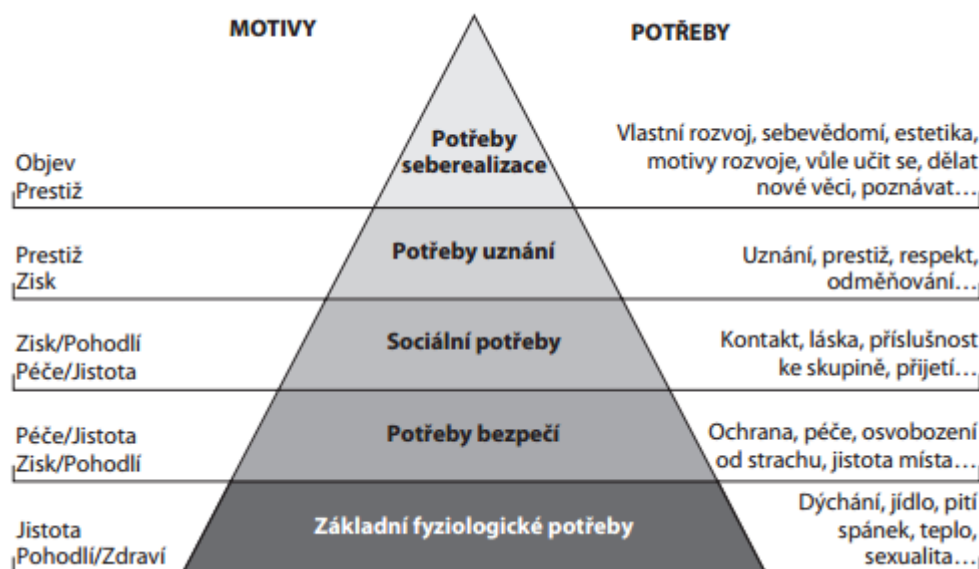 MOTIVY
POTŘEBY
Objev
Prestiž
Potřeby
seberealizace
Vlastní rozvoj, sebevědomí, estetika,
motivy rozvoje, vůle učit se, dělat
nové věci, poznávat…
Prestiž
Zisk
Potřeby uznání
Uznání, prestiž, respekt,
odměňování…
Zisk/Pohodlí
Péče/Jistota
Sociální potřeby
Kontakt, láska, příslušnost
ke skupině, přijetí…
Péče/Jistota
Zisk/Pohodlí
Potřeby bezpečí
Ochrana, péče, osvobození
od strachu, jistota místa…
Jistota
Pohodlí/Zdraví
Základní fyziologické potřeby
Dýchání, jídlo, pití
spánek, teplo,
sexualita…